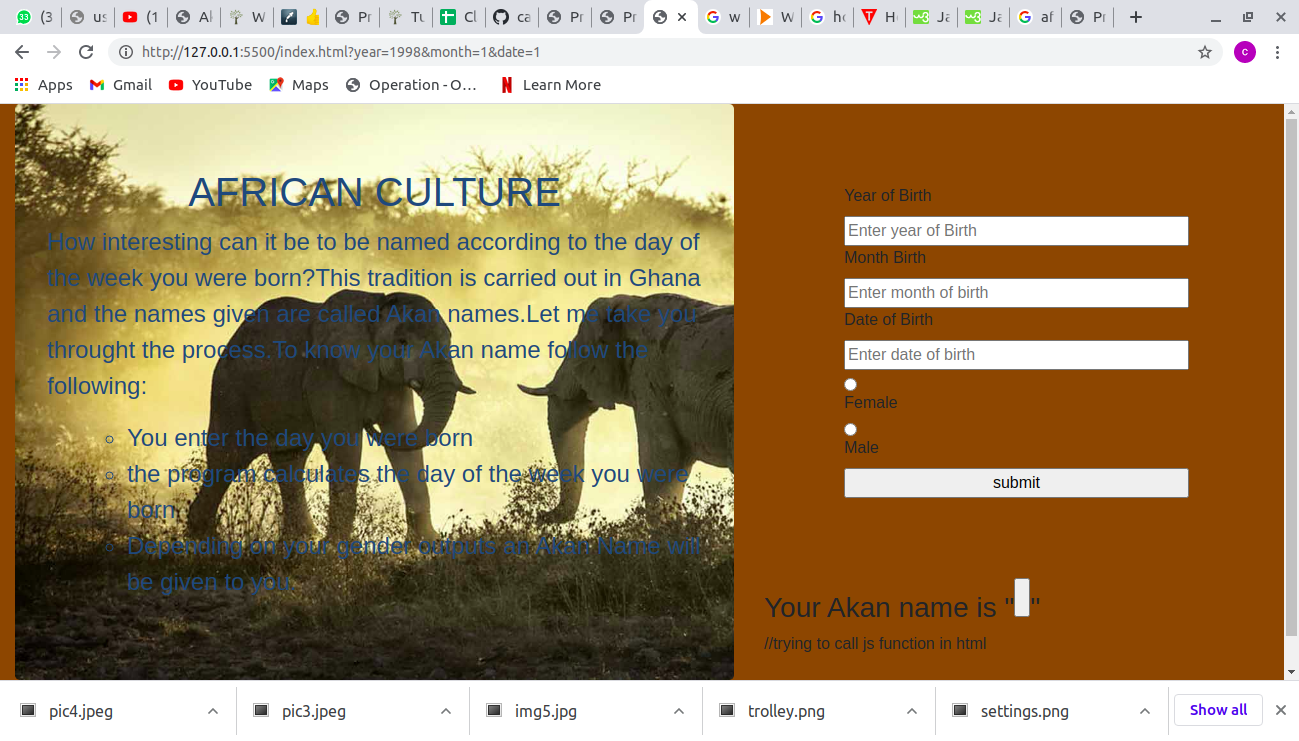 (3
us
(1
Al
W
(
Pr
Tu
Cl
ca
Pr
Pr
w
W
ho
H
Ja
Ja
af
Pr
http://127.0.0.1:5500/index.html?year=1998&month=1&date=1
C
Apps
Gmail
YouTube
Maps
Operation - O…
Learn More
AFRICAN CULTURE
How interesting can it be to be named according to the day of
the week you were born?This tradition is carried out in Ghana
and the names given are called Akan names.Let me take you
throught the process.To know your Akan name follow the
following:
You enter the day you were born
the program calculates the day of the week you were
born
Depending on your gender outputs an Akan Name will
be given to you
Year of Birth
Enter year of Birth
Month Birth
Enter month of birth
Date of Birth
Enter date of birth
Female
Male
submit
Your Akan name is ""
//trying to call js function in html
pic4.jpeg
pic3.jpeg
img5.jpg
trolley.png
settings.png
Show all